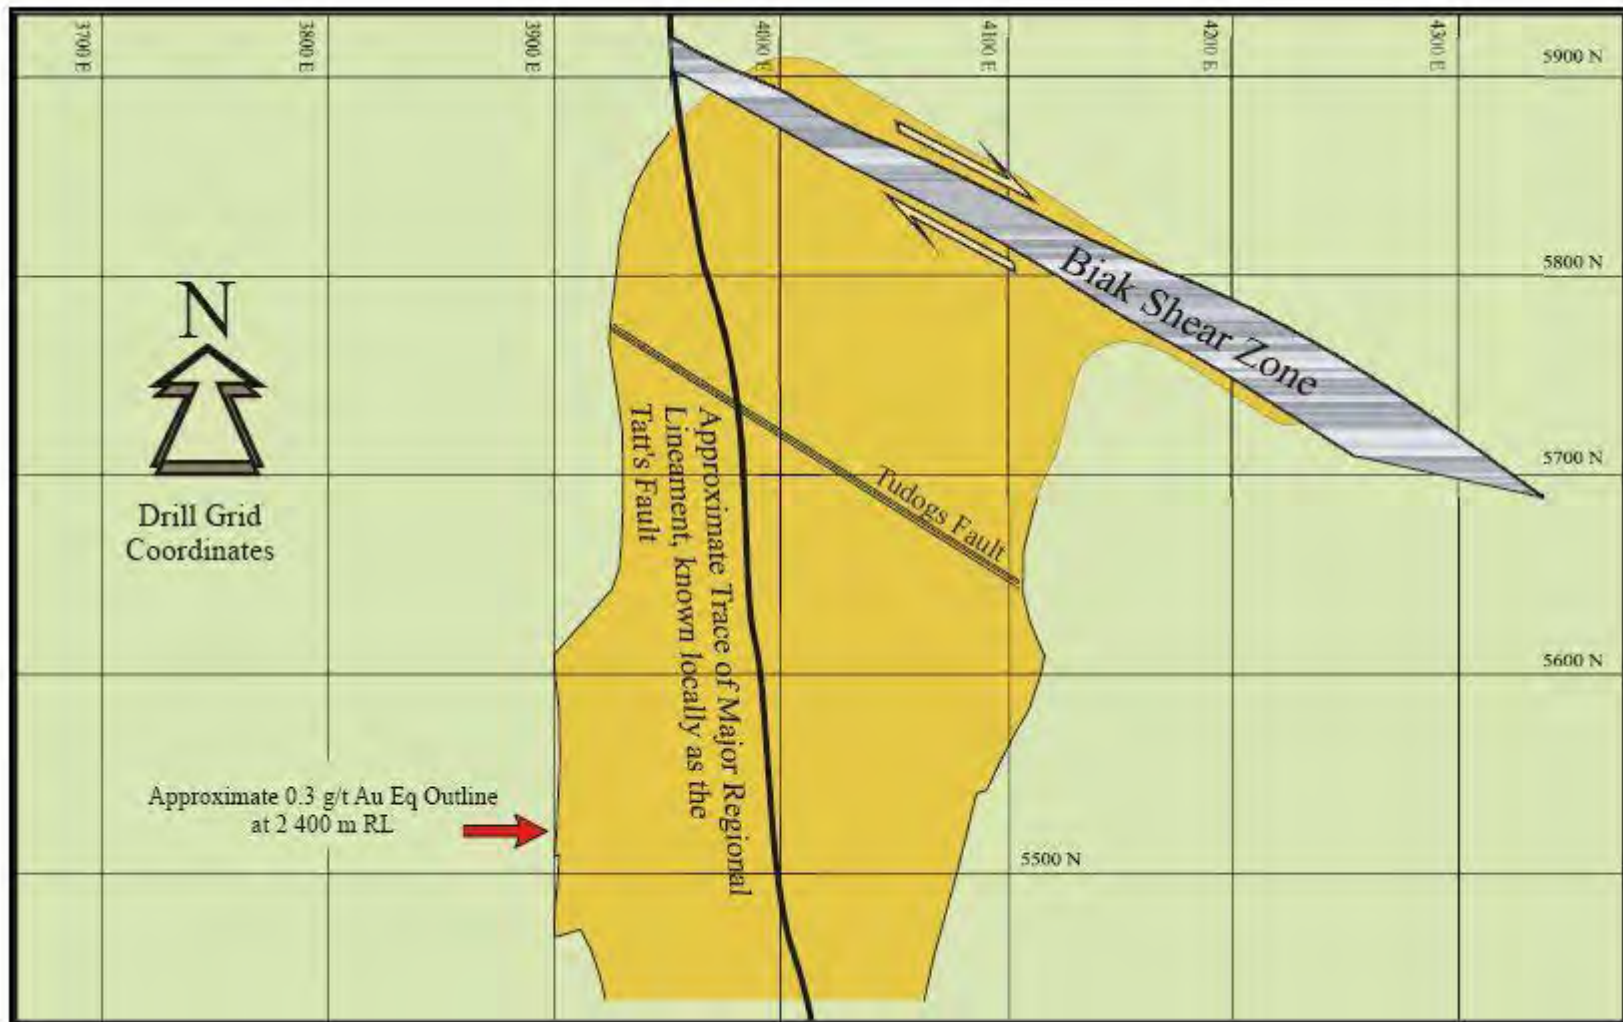 3700 E
3800 E
3900 E
4000 E
4100 E
4200 E
4300 E
5900 N
5800 N
Biak Shear Zone
N
Drill Grid
Coordinates
5700 N
Tudogs Fault
Approximate Trace of Major Regional
Lineament, known locally as the
Tatt's Fault
5600 N
Approximate 0.3 g/t Au Eq Outline
at 2 400 m RL
5500 N